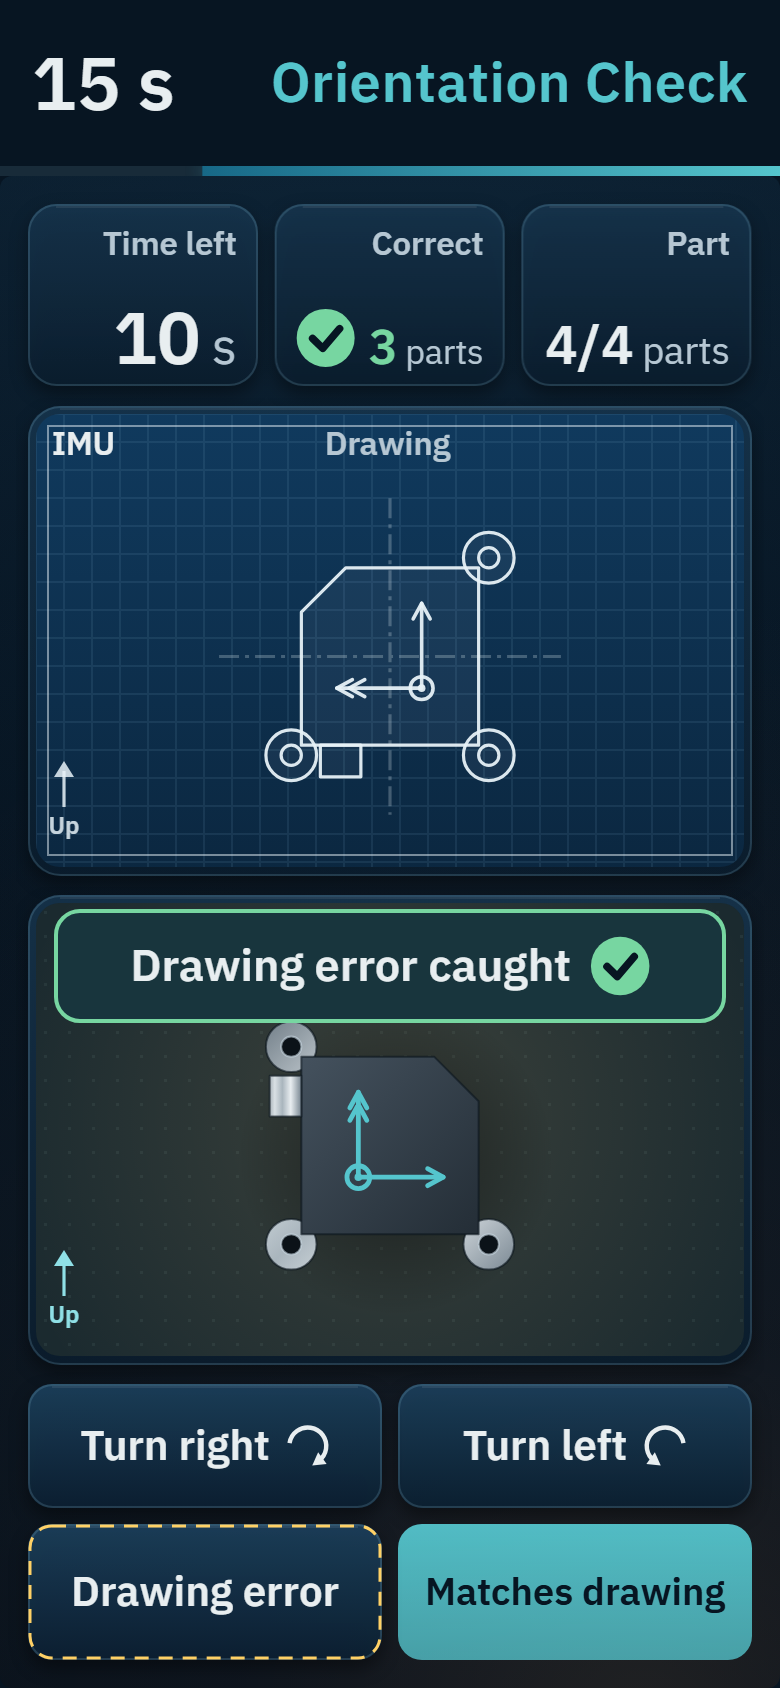 15 s
Orientation Check
Time left
10 s
Correct
3 parts
Part
4/4 parts
IMU
Drawing
Up
Drawing error caught
Up
Turn right
Turn left
Drawing error
Matches drawing